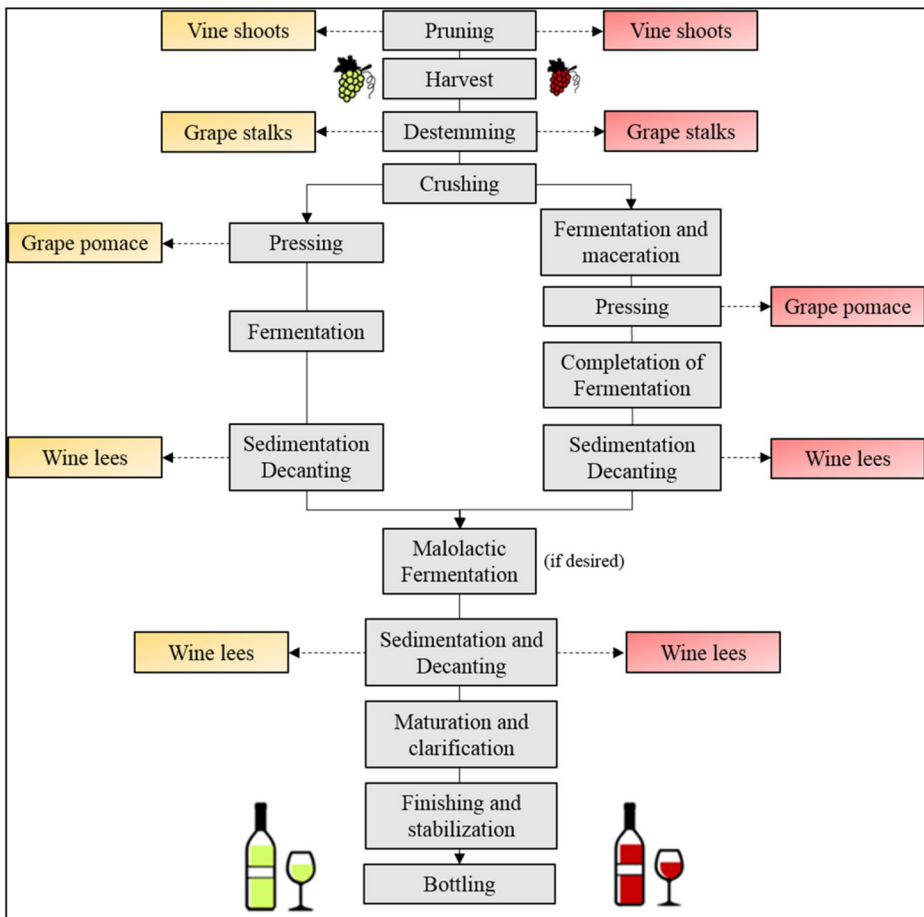 Vine shoots
Pruning
Vine shoots
Harvest
Grape stalks
Destemming
Grape stalks
Crushing
Grape pomace
Pressing
Fermentation
Sedimentation
Decanting
Wine lees
Fermentation and
maceration
Pressing
Grape pomace
Completation of
Fermentation
Sedimentation
Decanting
Wine lees
Malolactic
Fermentation
(if desired)
Wine lees
Sedimentation and
Decanting
Wine lees
Maturation and
clarification
Finishing and
stabilization
Bottling